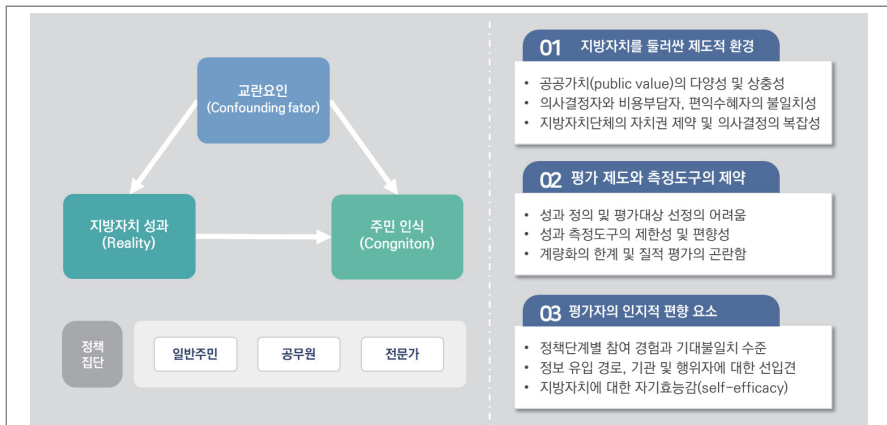 교란요인
(Confounding fator)
지방자치 성과
(Reality)
주민 인식
(Congniton)
정책
집단
일반주민
공무원
전문가
01 지방자치를 둘러싼 제도적 환경
• 공공가치(public value)의 다양성 및 상충성
• 의사결정자와 비용부담자, 편익수혜자의 불일치성
• 지방자치단체의 자치권 제약 및 의사결정의 복잡성
02 평가 제도와 측정도구의 제약
• 성과 정의 및 평가대상 선정의 어려움
• 성과 측정도구의 제한성 및 편향성
• 계량화의 한계 및 질적 평가의 곤란함
03 평가자의 인지적 편향 요소
• 정책단계별 참여 경험과 기대불일치 수준
• 정보 유입 경로, 기관 및 행위자에 대한 선입견
• 지방자치에 대한 자기효능감(self-efficacy)